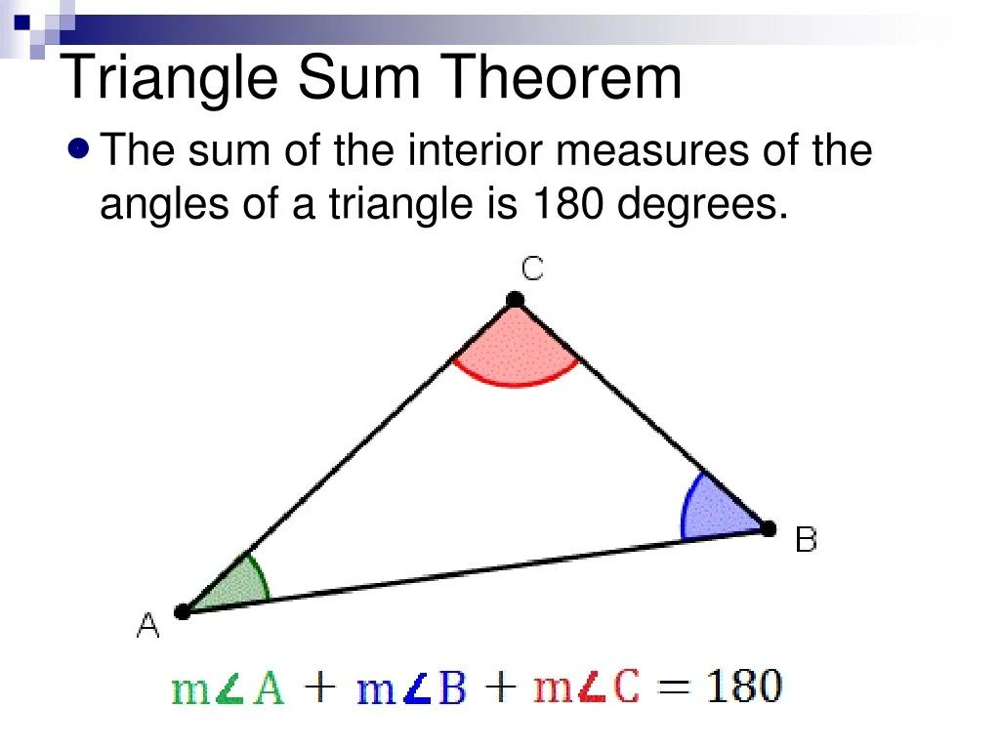 Triangle Sum Theorem
The sum of the interior measures of the
angles of a triangle is 180 degrees.
C
B
A
m∠A + m∠B + m∠C = 180